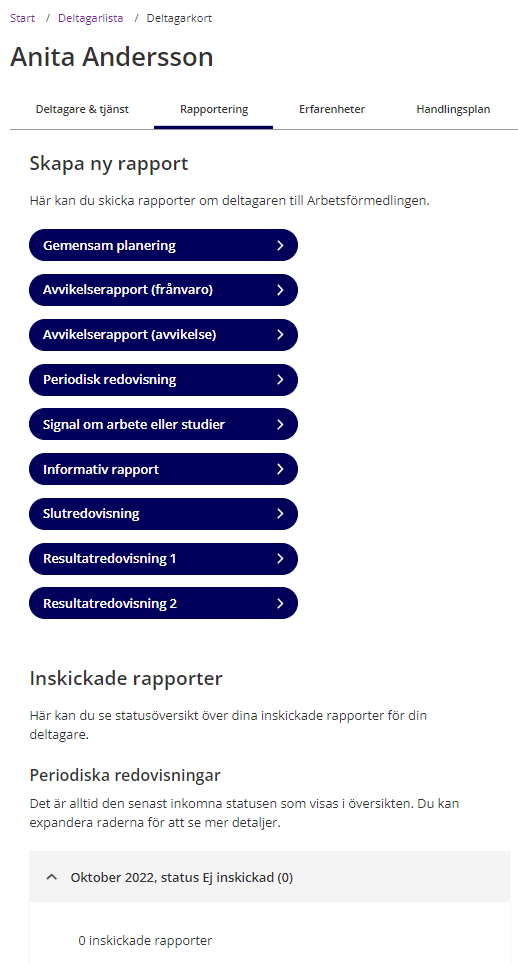 Start / Deltagarlista / Deltagarkort
Anita Andersson
Deltagare & tjänst Rapportering Erfarenheter Handlingsplan
Skapa ny rapport
Här kan du skicka rapporter om deltagaren till Arbetsförmedlingen.
Gemensam planering
Avvikelserapport (frånvaro)
Avvikelserapport (avvikelse)
Periodisk redovisning
Signal om arbete eller studier
Informativ rapport
Slutredovisning
Resultatredovisning 1
Resultatredovisning 2
Inskickade rapporter
Här kan du se statusöversikt över dina inskickade rapporter för din
deltagare.
Periodiska redovisningar
Det är alltid den senast inkomna statusen som visas i översikten. Du kan
expandera raderna för att se mer detaljer.
Oktober 2022, status Ej inskickad (0)
0 inskickade rapporter